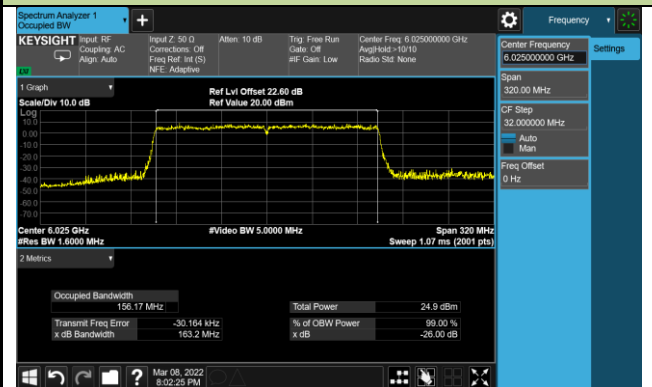 Spectrum Analyzer 1
Occupied BW
Frequency
KEYSIGHT
Input: RF
Coupling: AC
Align: Auto
Input Z: 50 Ω
Corrections: Off
Freq Ref: Int (S)
NFE: Adaptive
Atten: 10 dB
Trig: Free Run
Gate: Off
#IF Gain: Low
Center Freq: 6.025000000 GHz
Avg|Hold:>10/10
Radio Std: None
Center Frequency
6.025000000 GHz
Settings
Span
320.00 MHz
CF Step
32.000000 MHz
Auto
Man
Freq Offset
0 Hz
1 Graph
Scale/Div 10.0 dB
Ref Lvl Offset 22.60 dB
Ref Value 20.00 dBm
Log
10.0
0.00
-10.0
-20.0
-30.0
-40.0
-50.0
-60.0
-70.0
Center 6.025 GHz
#Res BW 1.6000 MHz
#Video BW 5.0000 MHz
Span 320 MHz
Sweep 1.07 ms (2001 pts)
2 Metrics
Occupied Bandwidth
156.17 MHz
Transmit Freq Error -30.164 kHz
x dB Bandwidth 163.2 MHz
Total Power 24.9 dBm
% of OBW Power 99.00 %
x dB -26.00 dB
Mar 08, 2022
8:02:25 PM